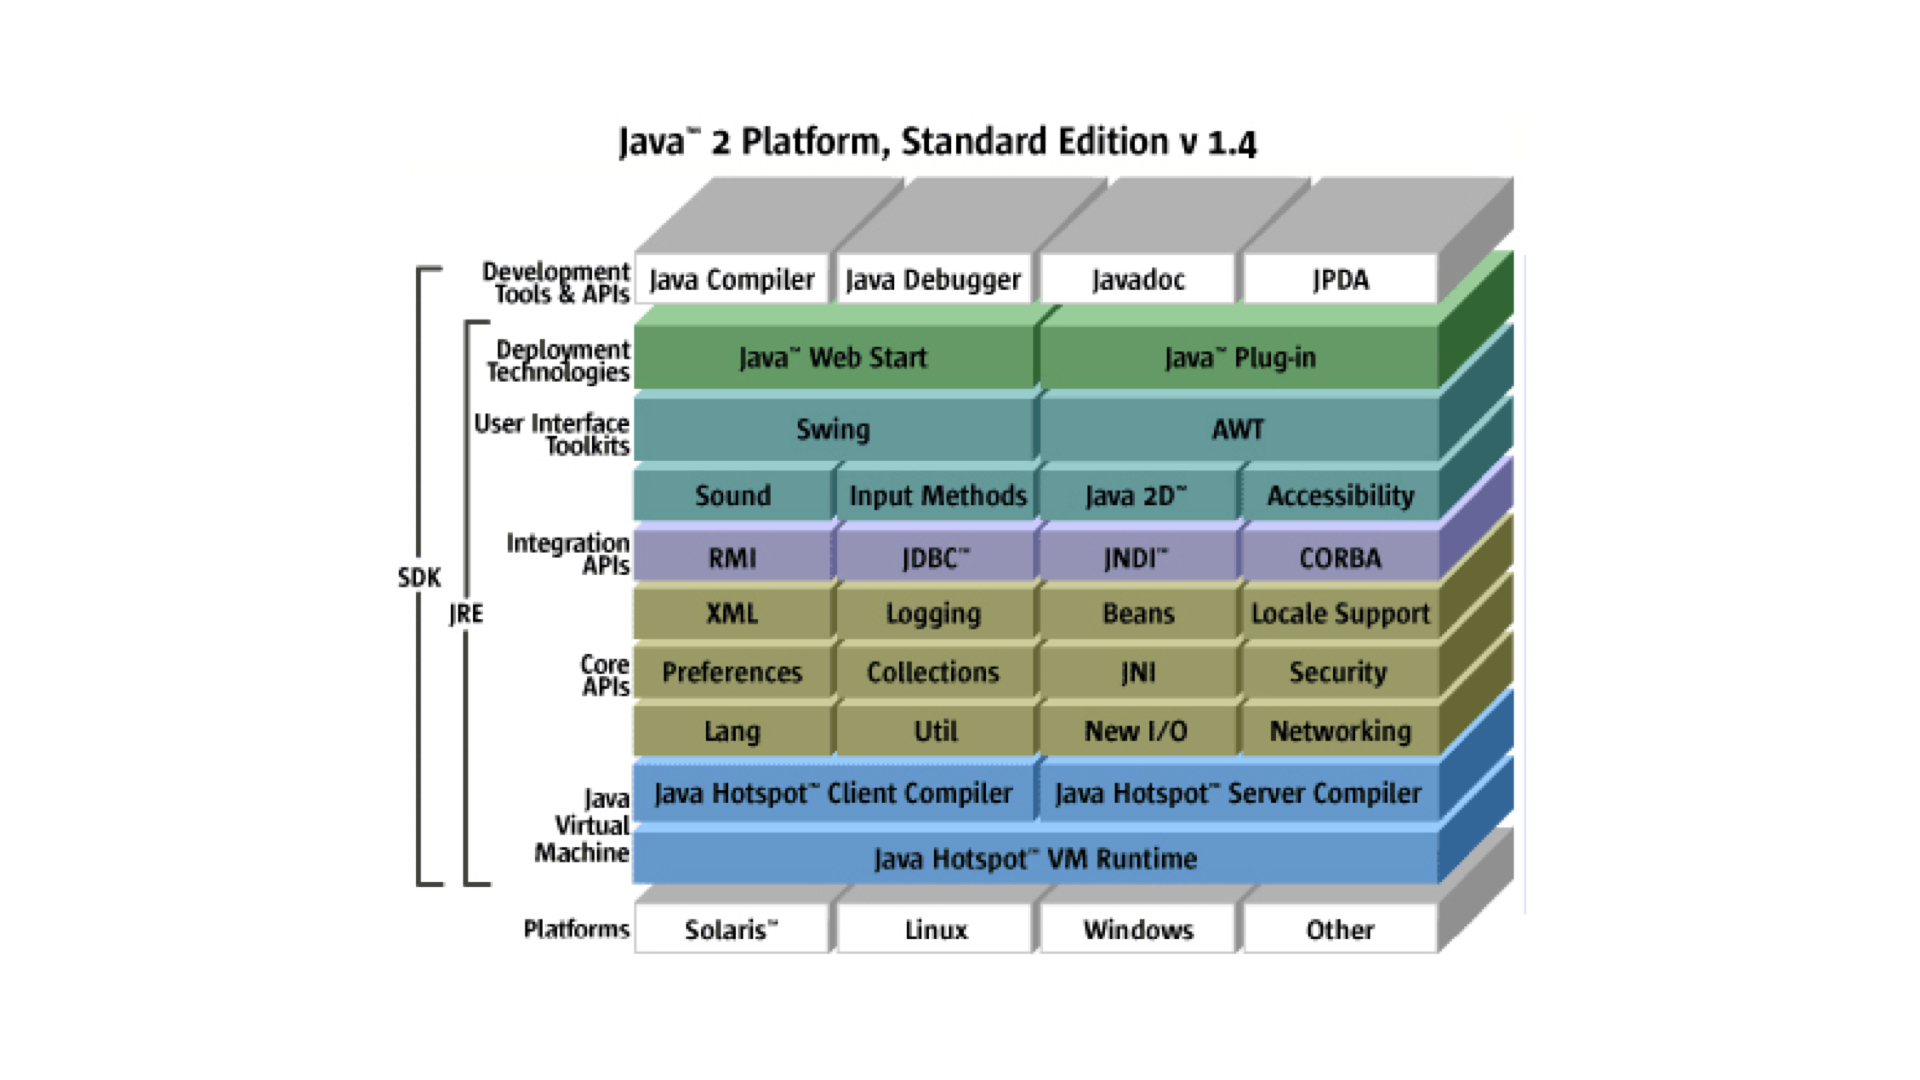 Java™ 2 Platform, Standard Edition v 1.4
Development
Tools & APIs
Java Compiler
Java Debugger
Javadoc
JPDA
Deployment
Technologies
Java™ Web Start
Java™ Plug-in
User Interface
Toolkits
Swing
AWT
Sound
Input Methods
Java 2D™
Accessibility
Integration
APIs
RMI
JDBC™
JNDI™
CORBA
SDK
JRE
XML
Logging
Beans
Locale Support
Core
APIs
Preferences
Collections
JNI
Security
Lang
Util
New I/O
Networking
Java
Virtual
Machine
Java Hotspot™ Client Compiler
Java Hotspot™ Server Compiler
Java Hotspot™ VM Runtime
Platforms
Solaris™
Linux
Windows
Other